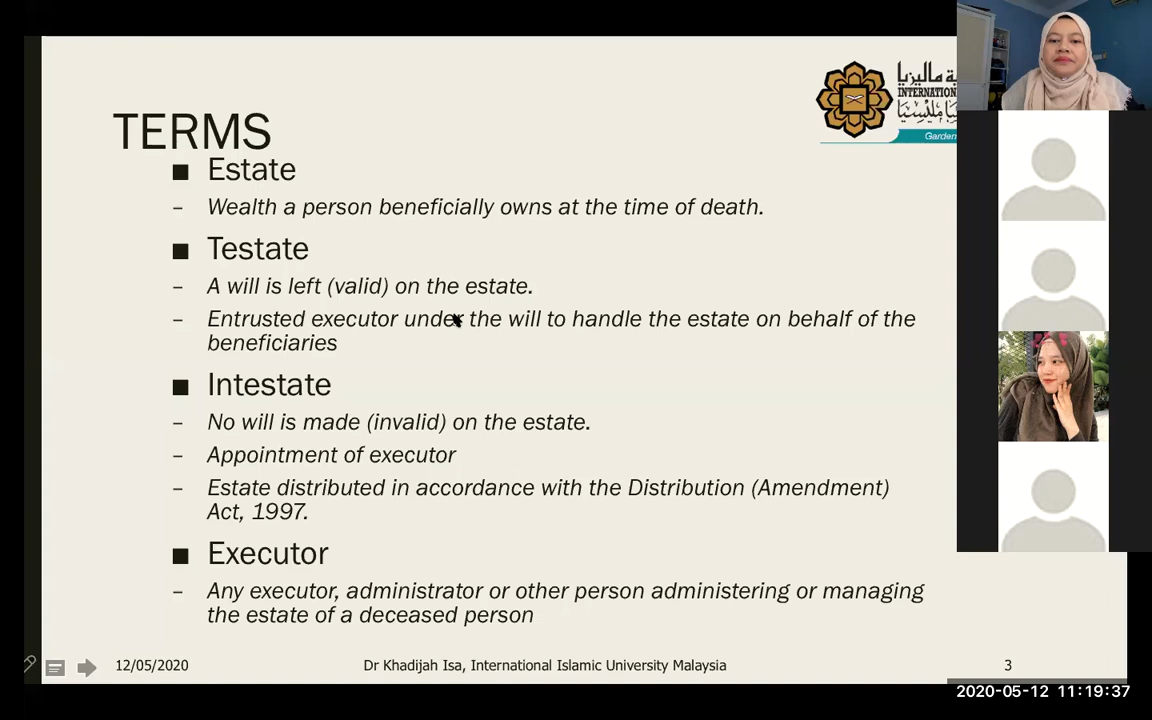 ية ماليزيا
INTERNATION
Garden
TERMS
■ Estate
– Wealth a person beneficially owns at the time of death.
■ Testate
– A will is left (valid) on the estate.
– Entrusted executor under the will to handle the estate on behalf of the
beneficiaries
■ Intestate
– No will is made (invalid) on the estate.
– Appointment of executor
– Estate distributed in accordance with the Distribution (Amendment)
Act, 1997.
■ Executor
– Any executor, administrator or other person administering or managing
the estate of a deceased person
12/05/2020
Dr Khadijah Isa, International Islamic University Malaysia
3
2020-05-12 11:19:37